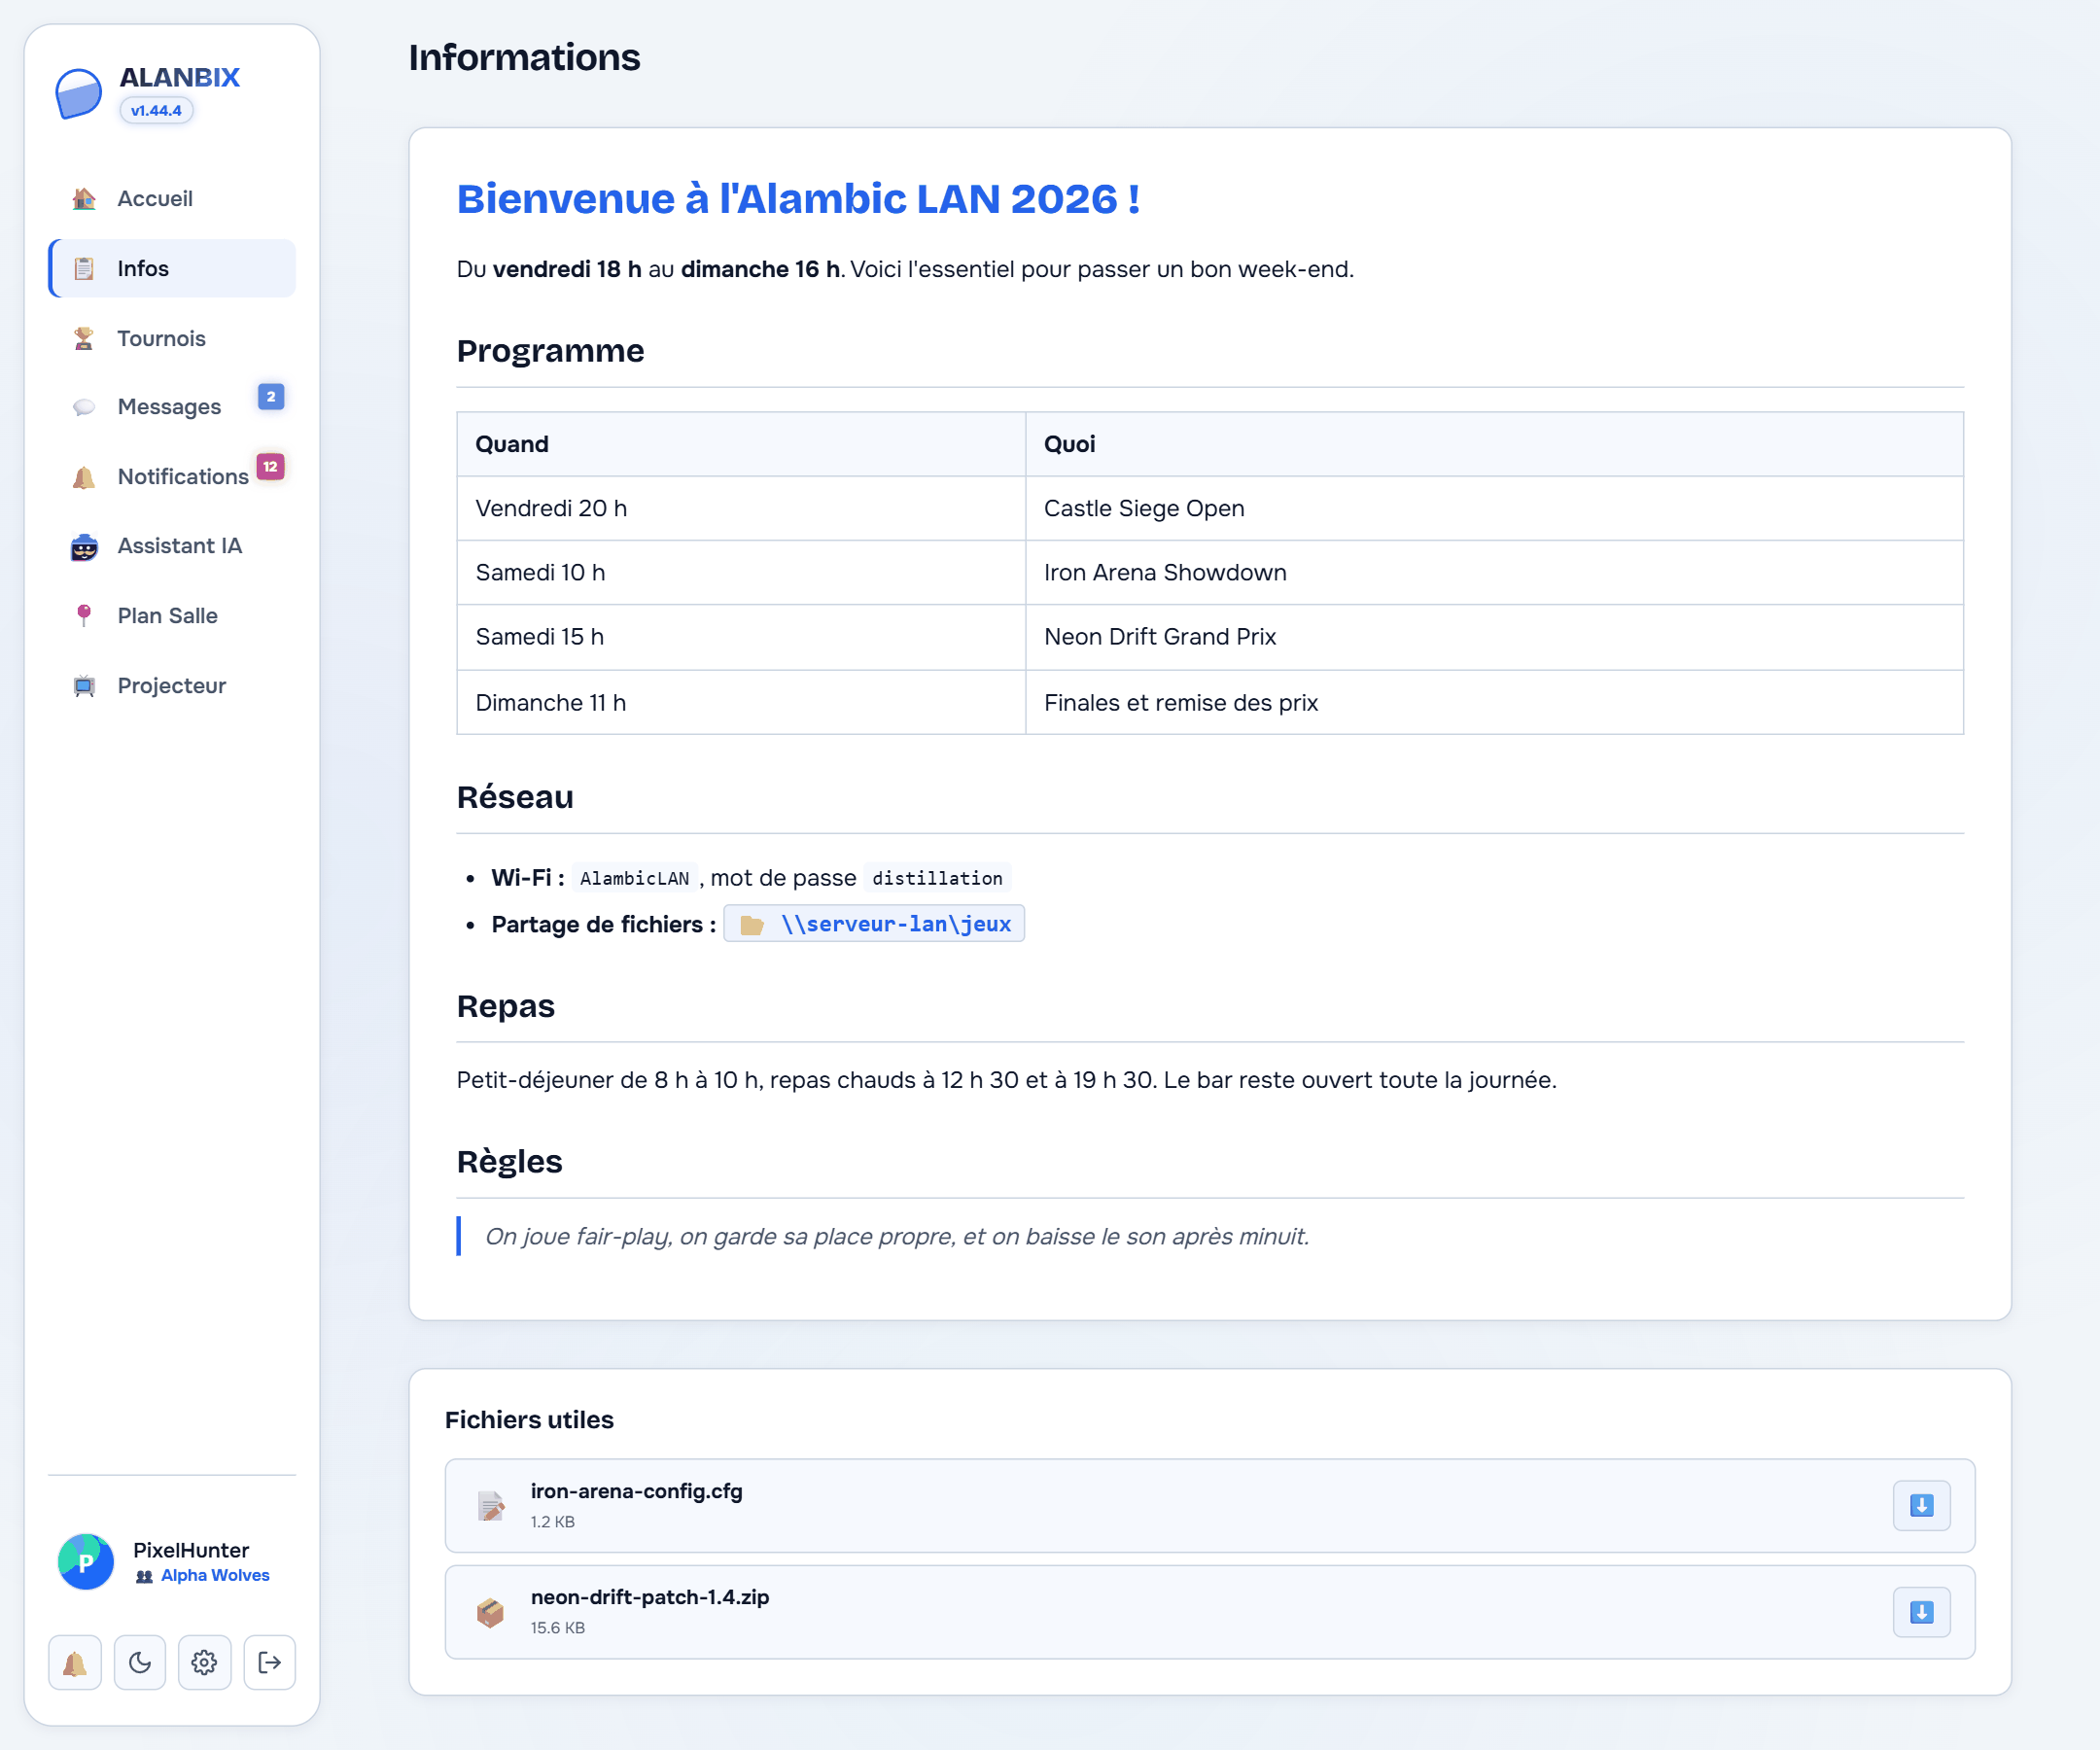 ALANBIX
v1.44.4
Accueil
Infos
Tournois
Messages
2
Notifications
12
Assistant IA
Plan Salle
Projecteur
P
PixelHunter
Alpha Wolves
Informations
Bienvenue à l'Alambic LAN 2026 !
Du vendredi 18 h au dimanche 16 h. Voici l'essentiel pour passer un bon week-end.
Programme
Quand Quoi
Vendredi 20 h Castle Siege Open
Samedi 10 h Iron Arena Showdown
Samedi 15 h Neon Drift Grand Prix
Dimanche 11 h Finales et remise des prix
Réseau
• Wi-Fi : AlambicLAN, mot de passe distillation
• Partage de fichiers : \\serveur-lan\jeux
Repas
Petit-déjeuner de 8 h à 10 h, repas chauds à 12 h 30 et à 19 h 30. Le bar reste ouvert toute la journée.
Règles
On joue fair-play, on garde sa place propre, et on baisse le son après minuit.
Fichiers utiles
iron-arena-config.cfg
1.2 KB
neon-drift-patch-1.4.zip
15.6 KB